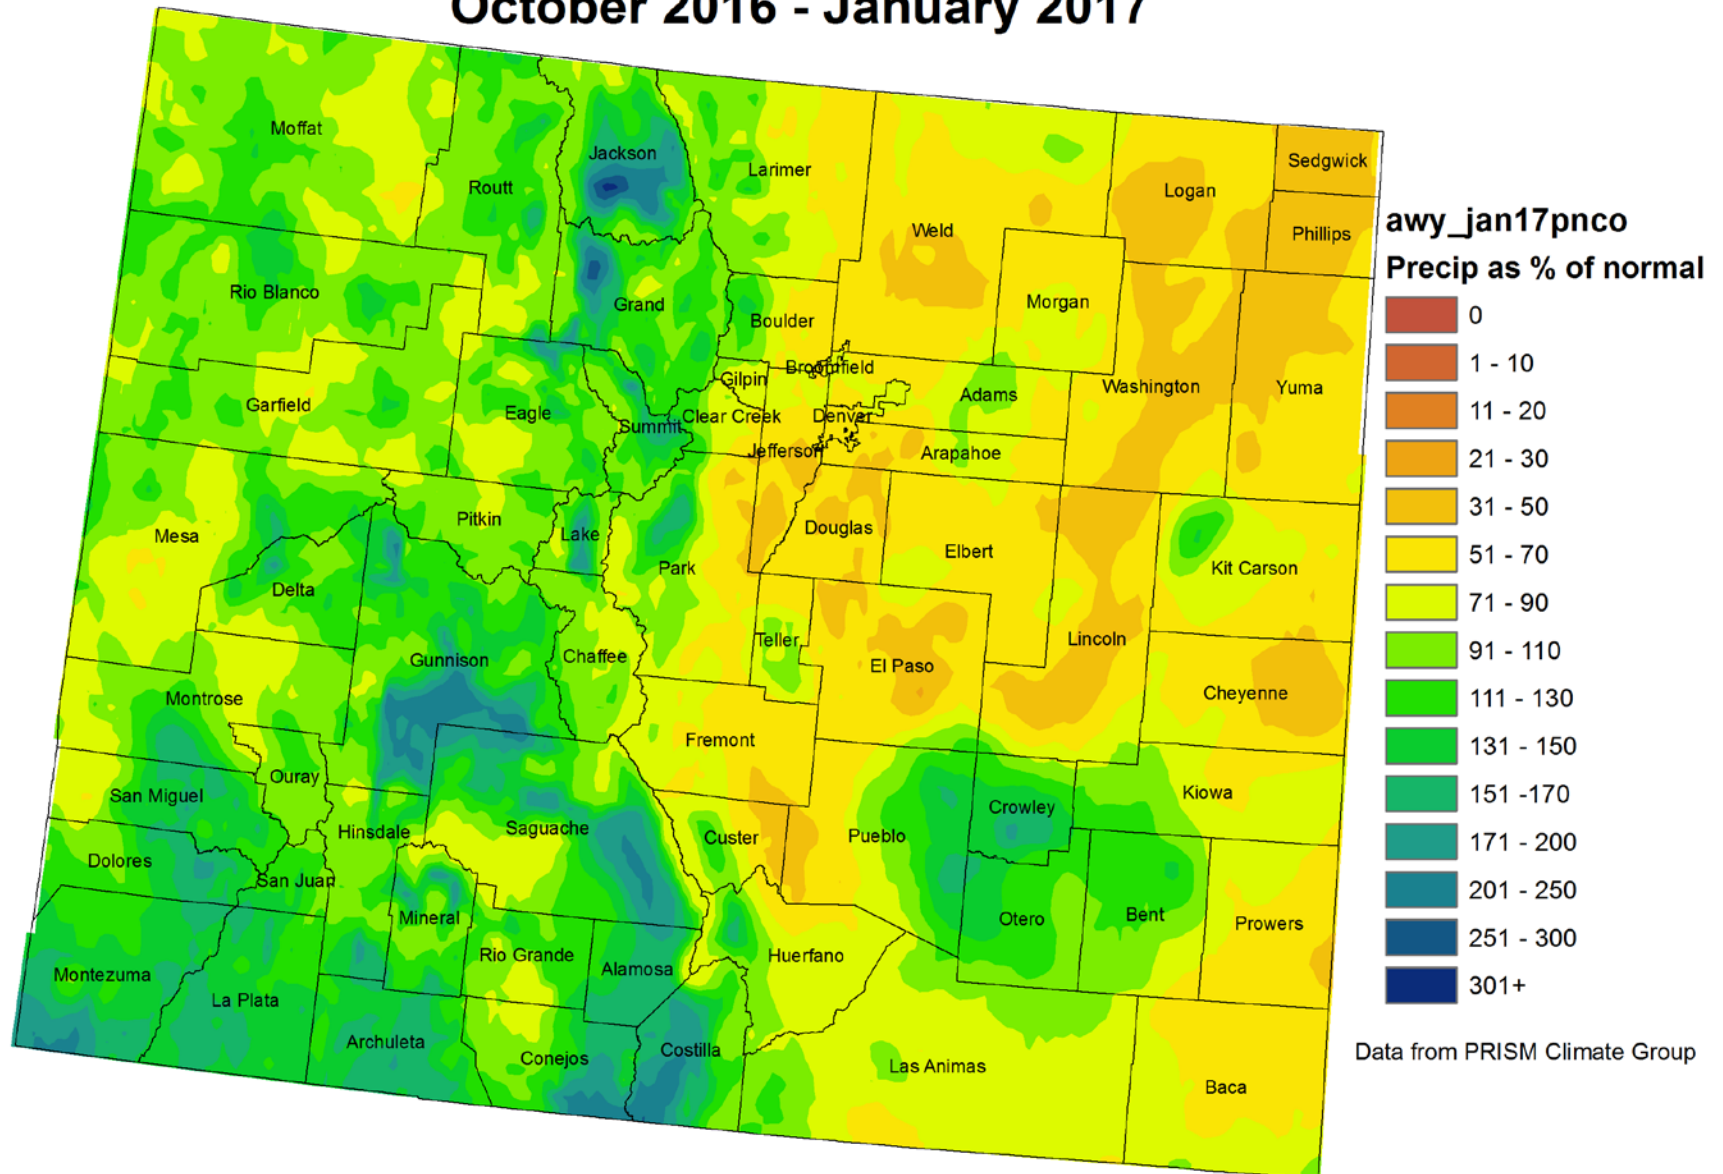 October 2016 - January 2017
Moffat
Routt
Jackson
Larimer
Weld
Logan
Sedgwick
Phillips
Rio Blanco
Grand
Boulder
Morgan
Washington
Yuma
Garfield
Eagle
Summit
Gilpin
Clear Creek
Broomfield
Denver
Adams
Jefferson
Arapahoe
Mesa
Pitkin
Lake
Park
Douglas
Elbert
Kit Carson
Delta
Gunnison
Chaffee
Teller
El Paso
Lincoln
Cheyenne
Montrose
Fremont
Ouray
San Miguel
Hinsdale
Saguache
Custer
Pueblo
Crowley
Kiowa
Dolores
San Juan
Mineral
Rio Grande
Alamosa
Huerfano
Otero
Bent
Prowers
Montezuma
La Plata
Archuleta
Conejos
Costilla
Las Animas
Baca
awy_jan17pnco
Precip as % of normal
0
1 - 10
11 - 20
21 - 30
31 - 50
51 - 70
71 - 90
91 - 110
111 - 130
131 - 150
151 -170
171 - 200
201 - 250
251 - 300
301+
Data from PRISM Climate Group